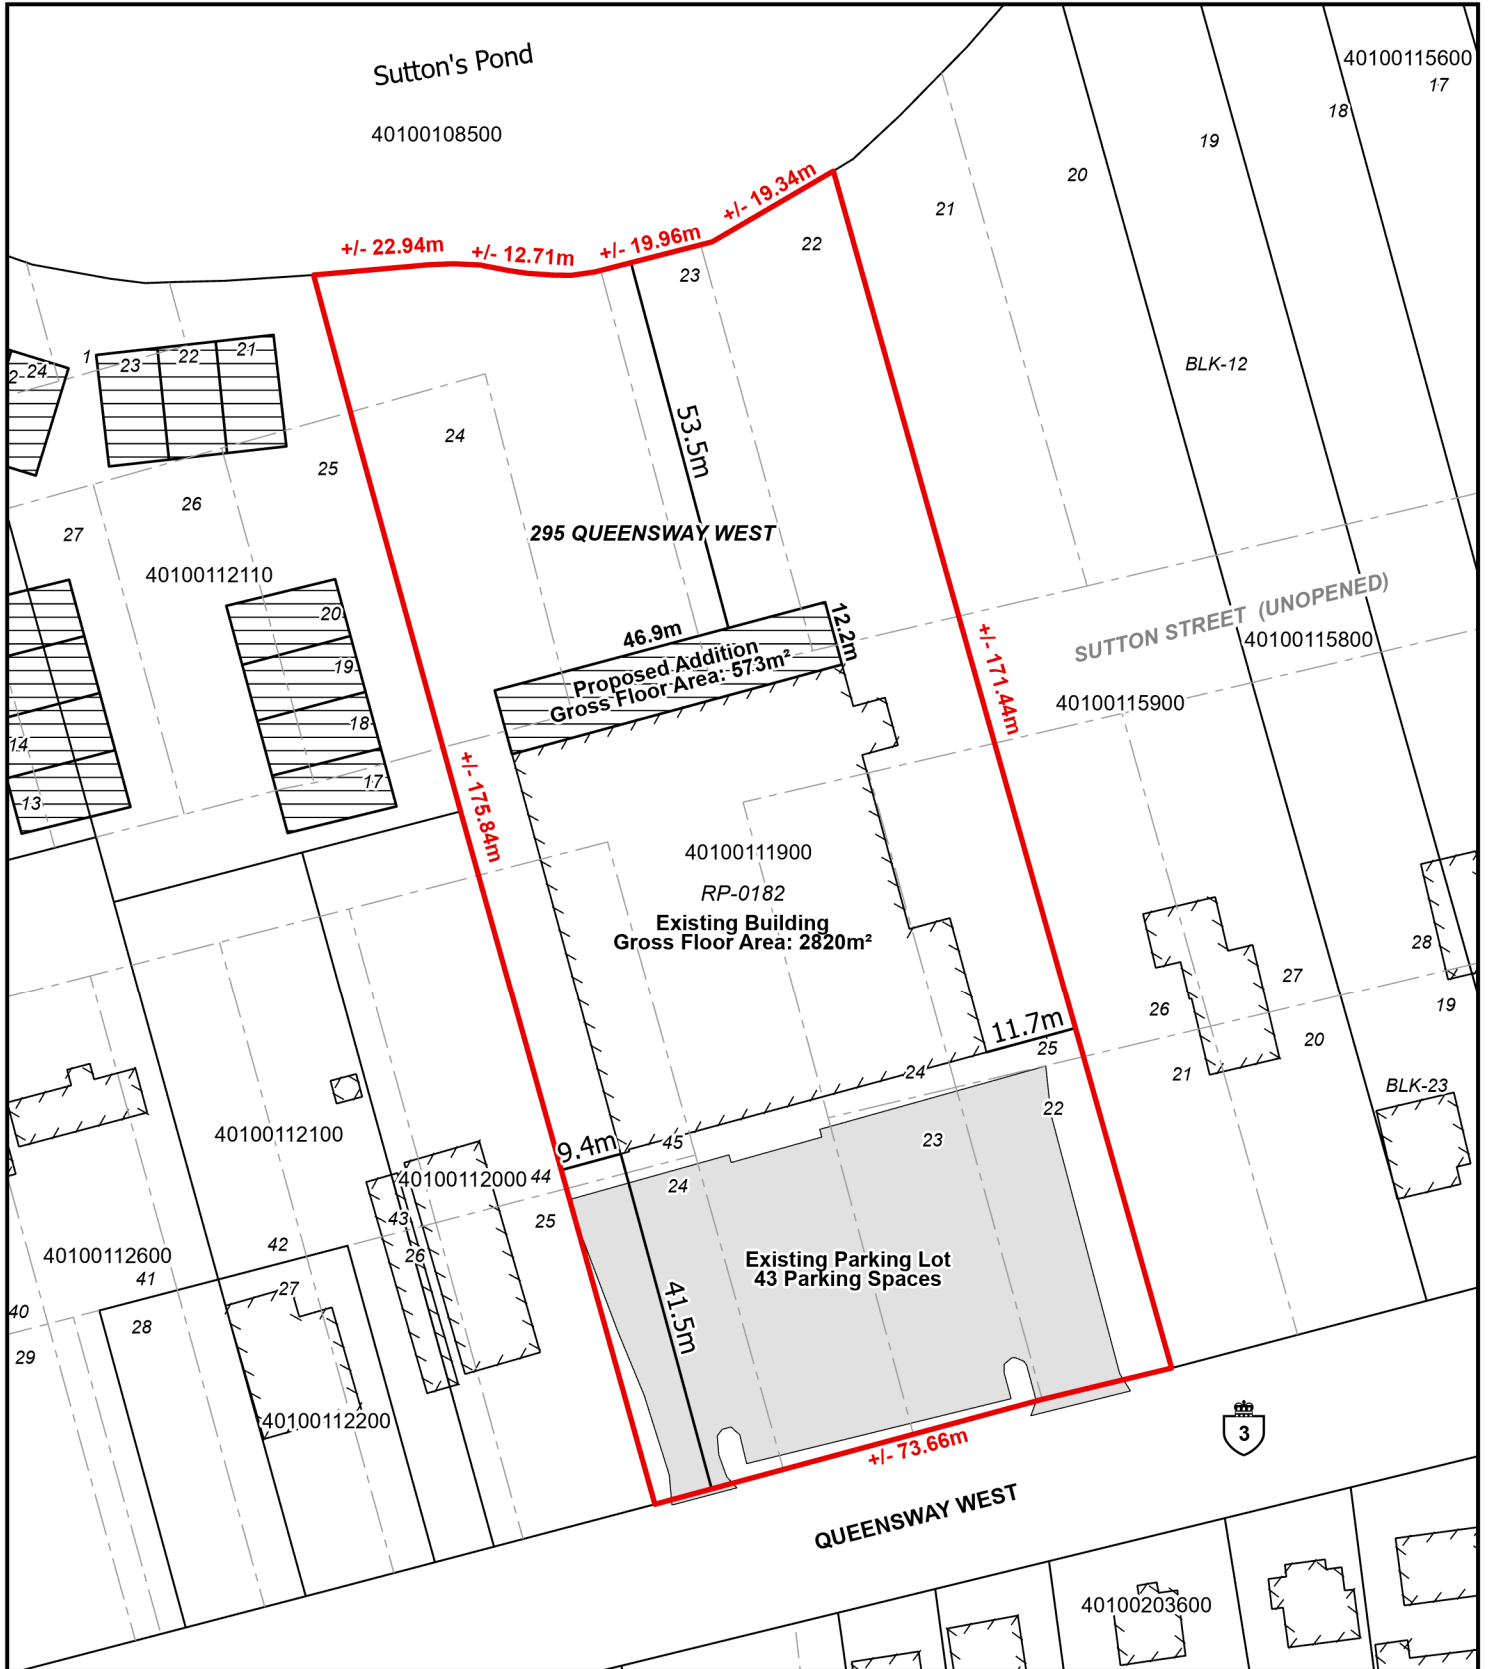 Sutton's Pond
40100108500
40100115600
17
18
19
20
21
22
+/- 19.34m
+/- 22.94m
+/- 12.71m
+/- 19.96m
23
1
23
22
21
24
BLK-12
53.5m
24
25
26
27
295 QUEENSWAY WEST
40100112110
20
19
18
17
14
13
46.9m
12.2m
Proposed Addition
Gross Floor Area: 573m²
+/- 171.44m
SUTTON STREET (UNOPENED)
40100115800
40100115900
+/- 175.84m
40100111900
RP-0182
Existing Building
Gross Floor Area: 2820m²
28
27
26
19
20
21
11.7m
25
24
22
BLK-23
40100112100
9.4m
45
23
40100112000
44
24
43
25
42
26
40100112600
41
27
40
28
29
Existing Parking Lot
43 Parking Spaces
41.5m
40100112200
+/- 73.66m
3
QUEENSWAY WEST
40100203600